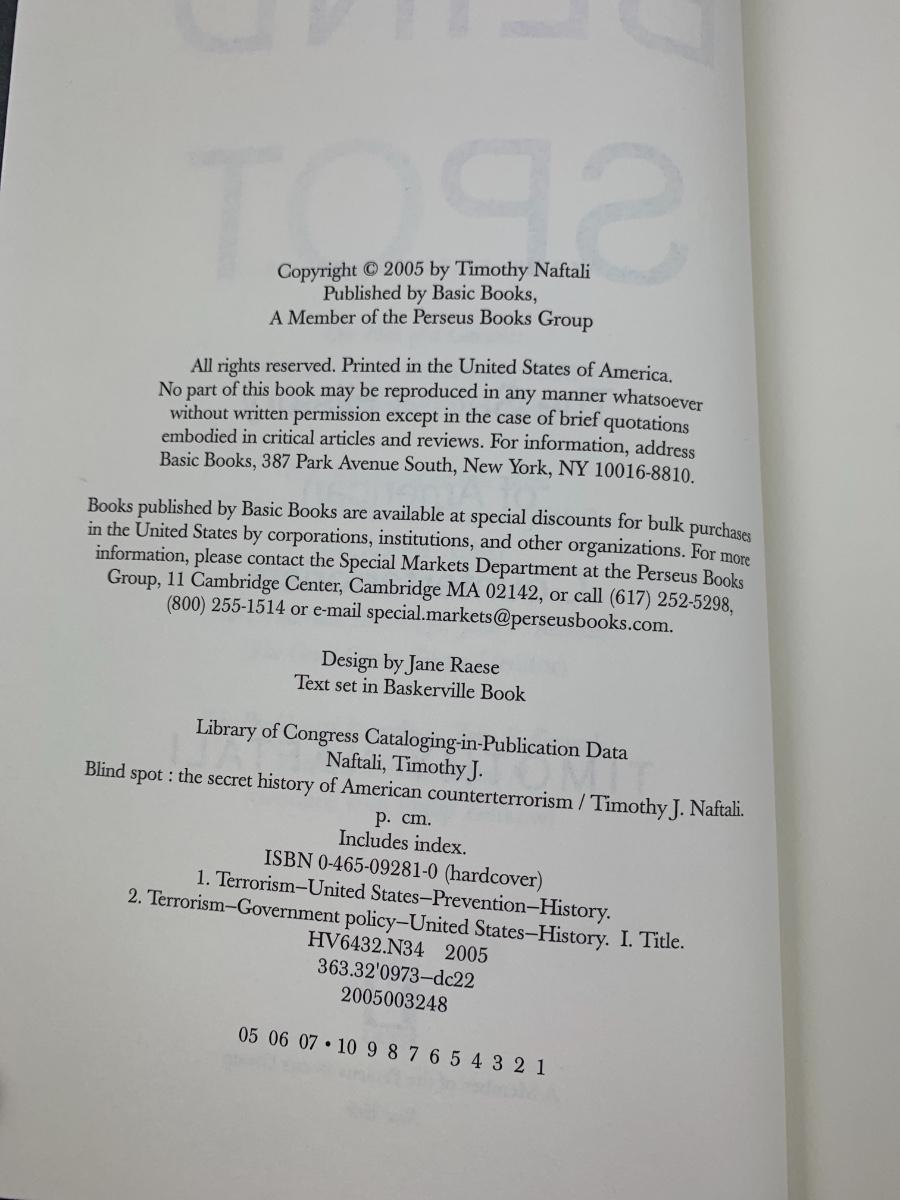 Copyright © 2005 by Timothy Naftali
Published by Basic Books,
A Member of the Perseus Books Group
All rights reserved. Printed in the United States of America.
No part of this book may be reproduced in any manner whatsoever
without written permission except in the case of brief quotations
embodied in critical articles and reviews. For information, address
Basic Books, 387 Park Avenue South, New York, NY 10016-8810.
Books published by Basic Books are available at special discounts for bulk purchases
in the United States by corporations, institutions, and other organizations. For more
information, please contact the Special Markets Department at the Perseus Books
Group, 11 Cambridge Center, Cambridge MA 02142, or call (617) 252-5298,
(800) 255-1514 or e-mail special.markets@perseusbooks.com.
Design by Jane Raese
Text set in Baskerville Book
Library of Congress Cataloging-in-Publication Data
Naftali, Timothy J.
Blind spot : the secret history of American counterterrorism / Timothy J. Naftali.
p. cm.
Includes index.
ISBN 0-465-09281-0 (hardcover)
1. Terrorism—United States—Prevention—History.
2. Terrorism—Government policy—United States—History. I. Title.
HV6432.N34 2005
363.32'0973—dc22
2005003248
05 06 07 • 10 9 8 7 6 5 4 3 2 1